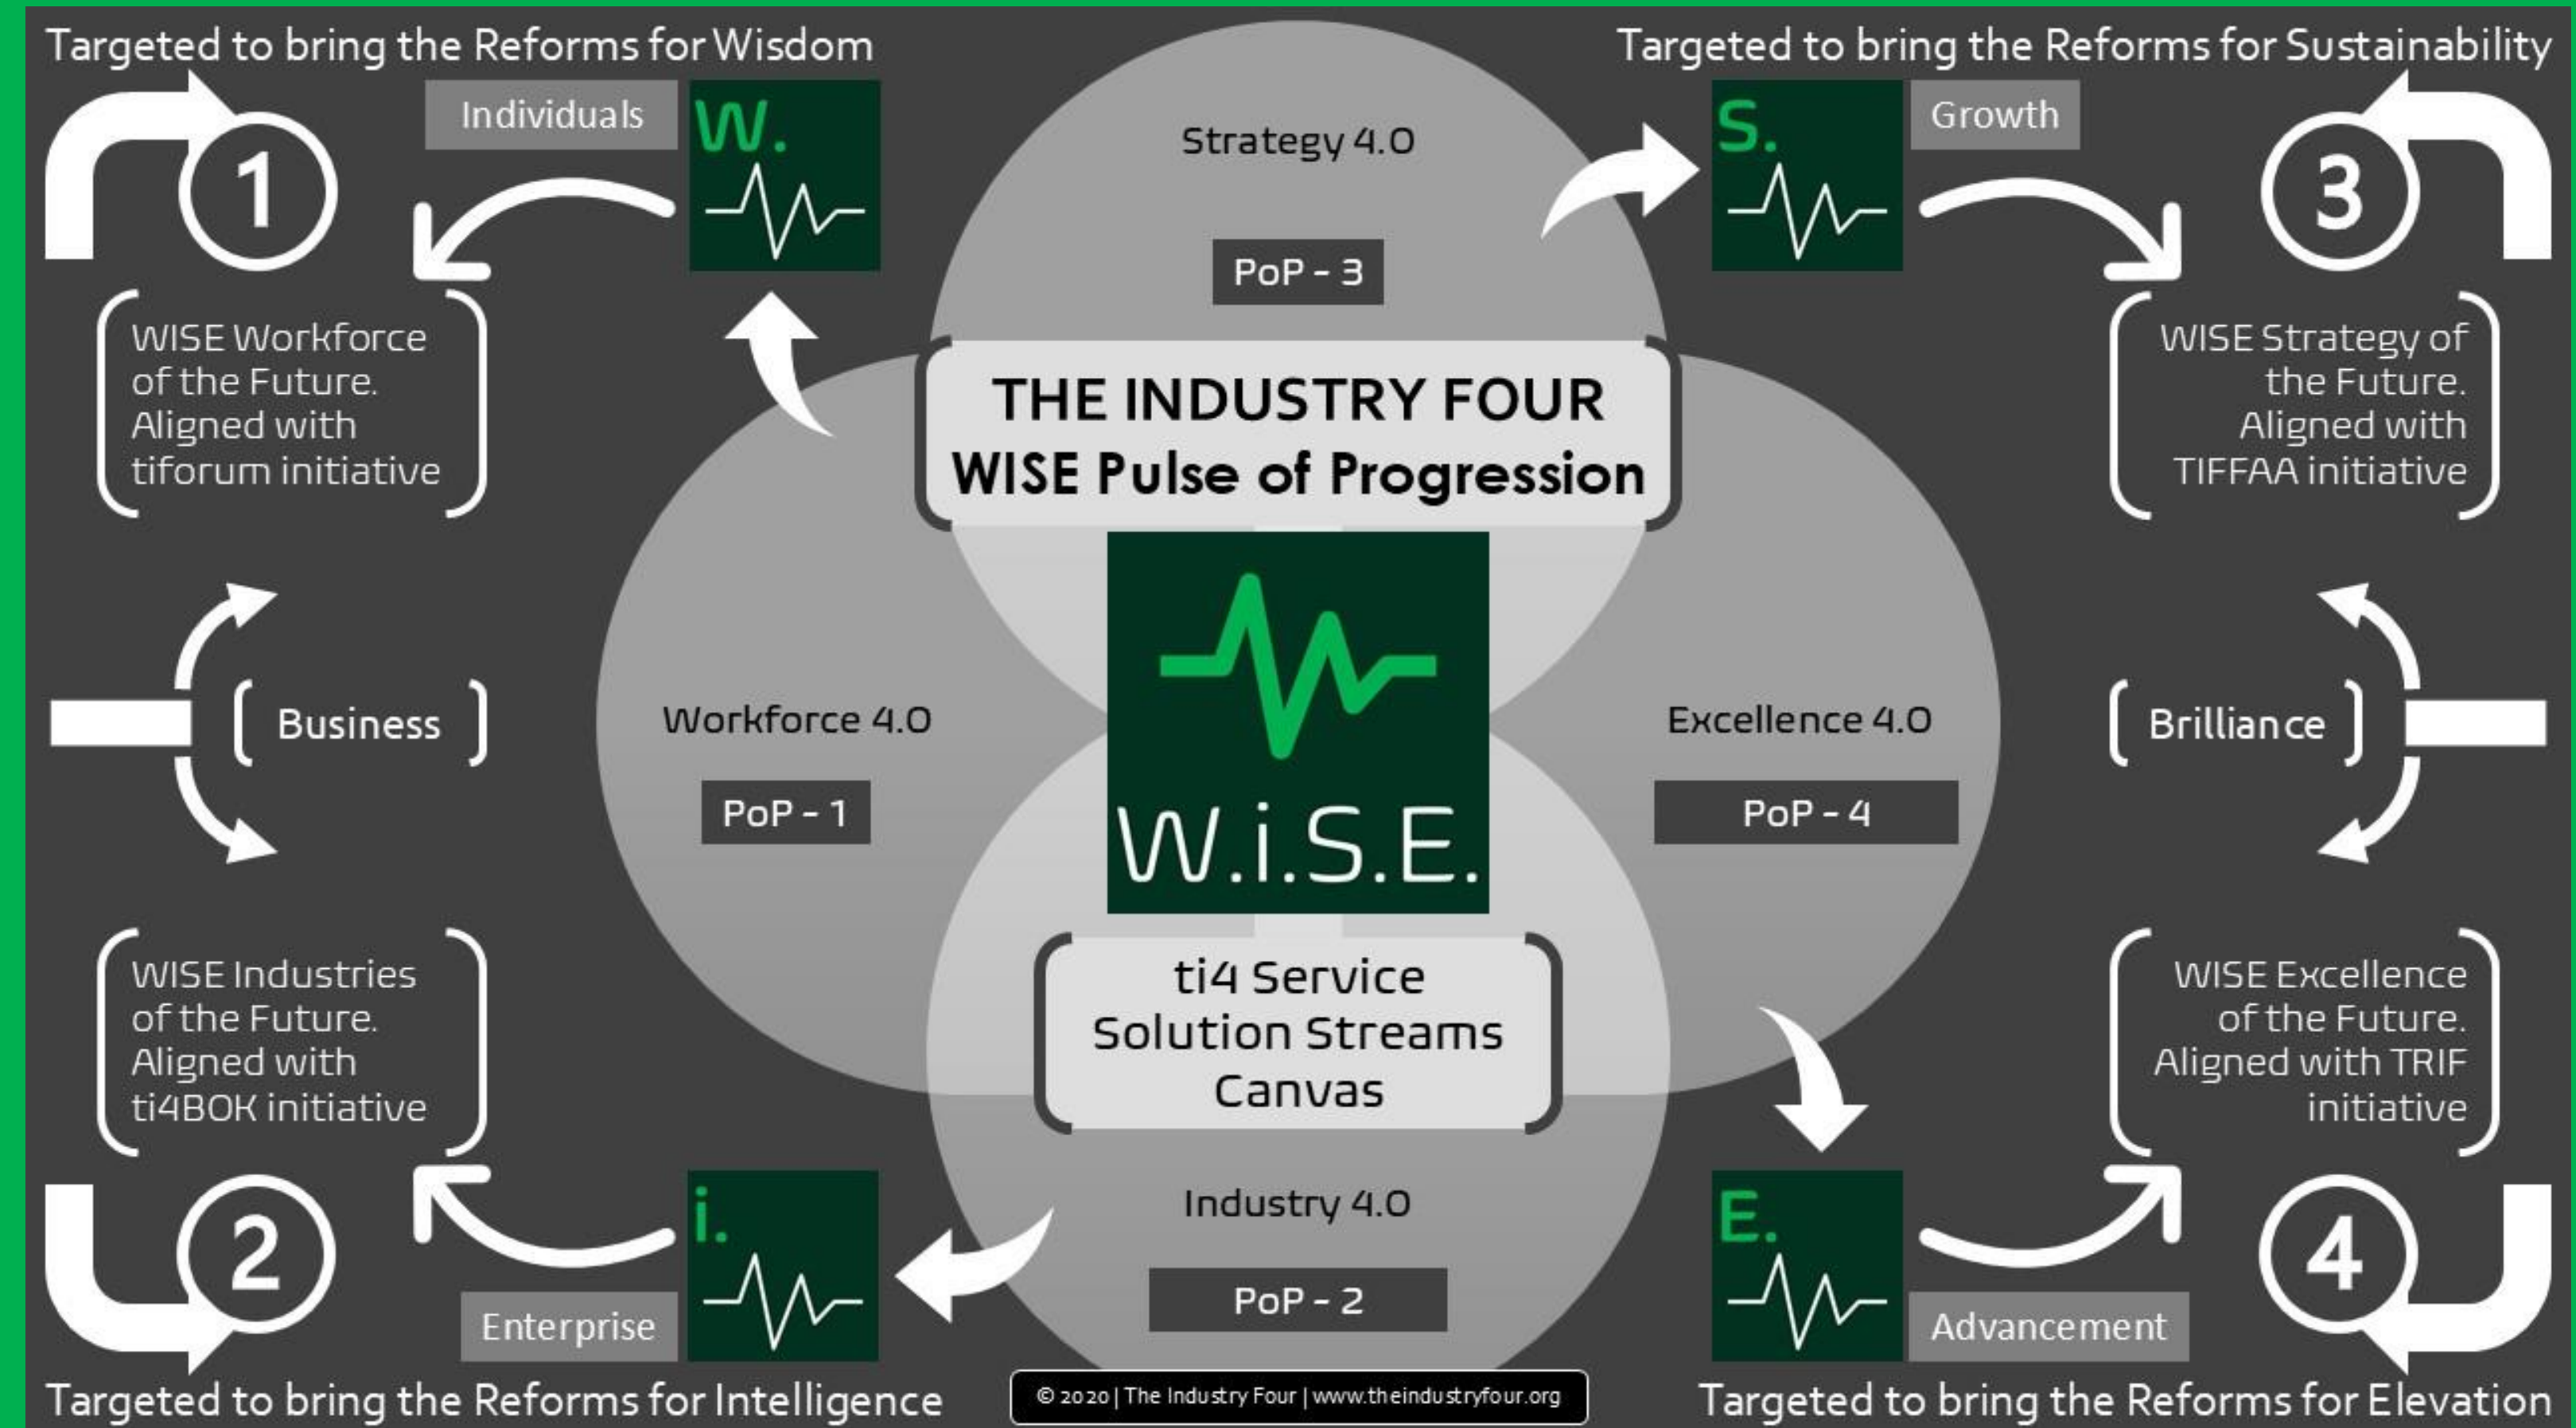 Targeted to bring the Reforms for Wisdom
1
Individuals
W.
WISE Workforce
of the Future.
Aligned with
tiforum initiative
Strategy 4.0
PoP - 3
Targeted to bring the Reforms for Sustainability
S.
Growth
3
WISE Strategy of
the Future.
Aligned with
TIFFAA initiative
THE INDUSTRY FOUR
WISE Pulse of Progression
Business
Workforce 4.0
PoP - 1
W.i.S.E.
Excellence 4.0
PoP - 4
Brilliance
ti4 Service
Solution Streams
Canvas
WISE Industries
of the Future.
Aligned with
ti4BOK initiative
2
i.
Enterprise
Targeted to bring the Reforms for Intelligence
Industry 4.0
PoP - 2
WISE Excellence
of the Future.
Aligned with TRIF
initiative
E.
Advancement
4
Targeted to bring the Reforms for Elevation
© 2020 | The Industry Four | www.theindustryfour.org